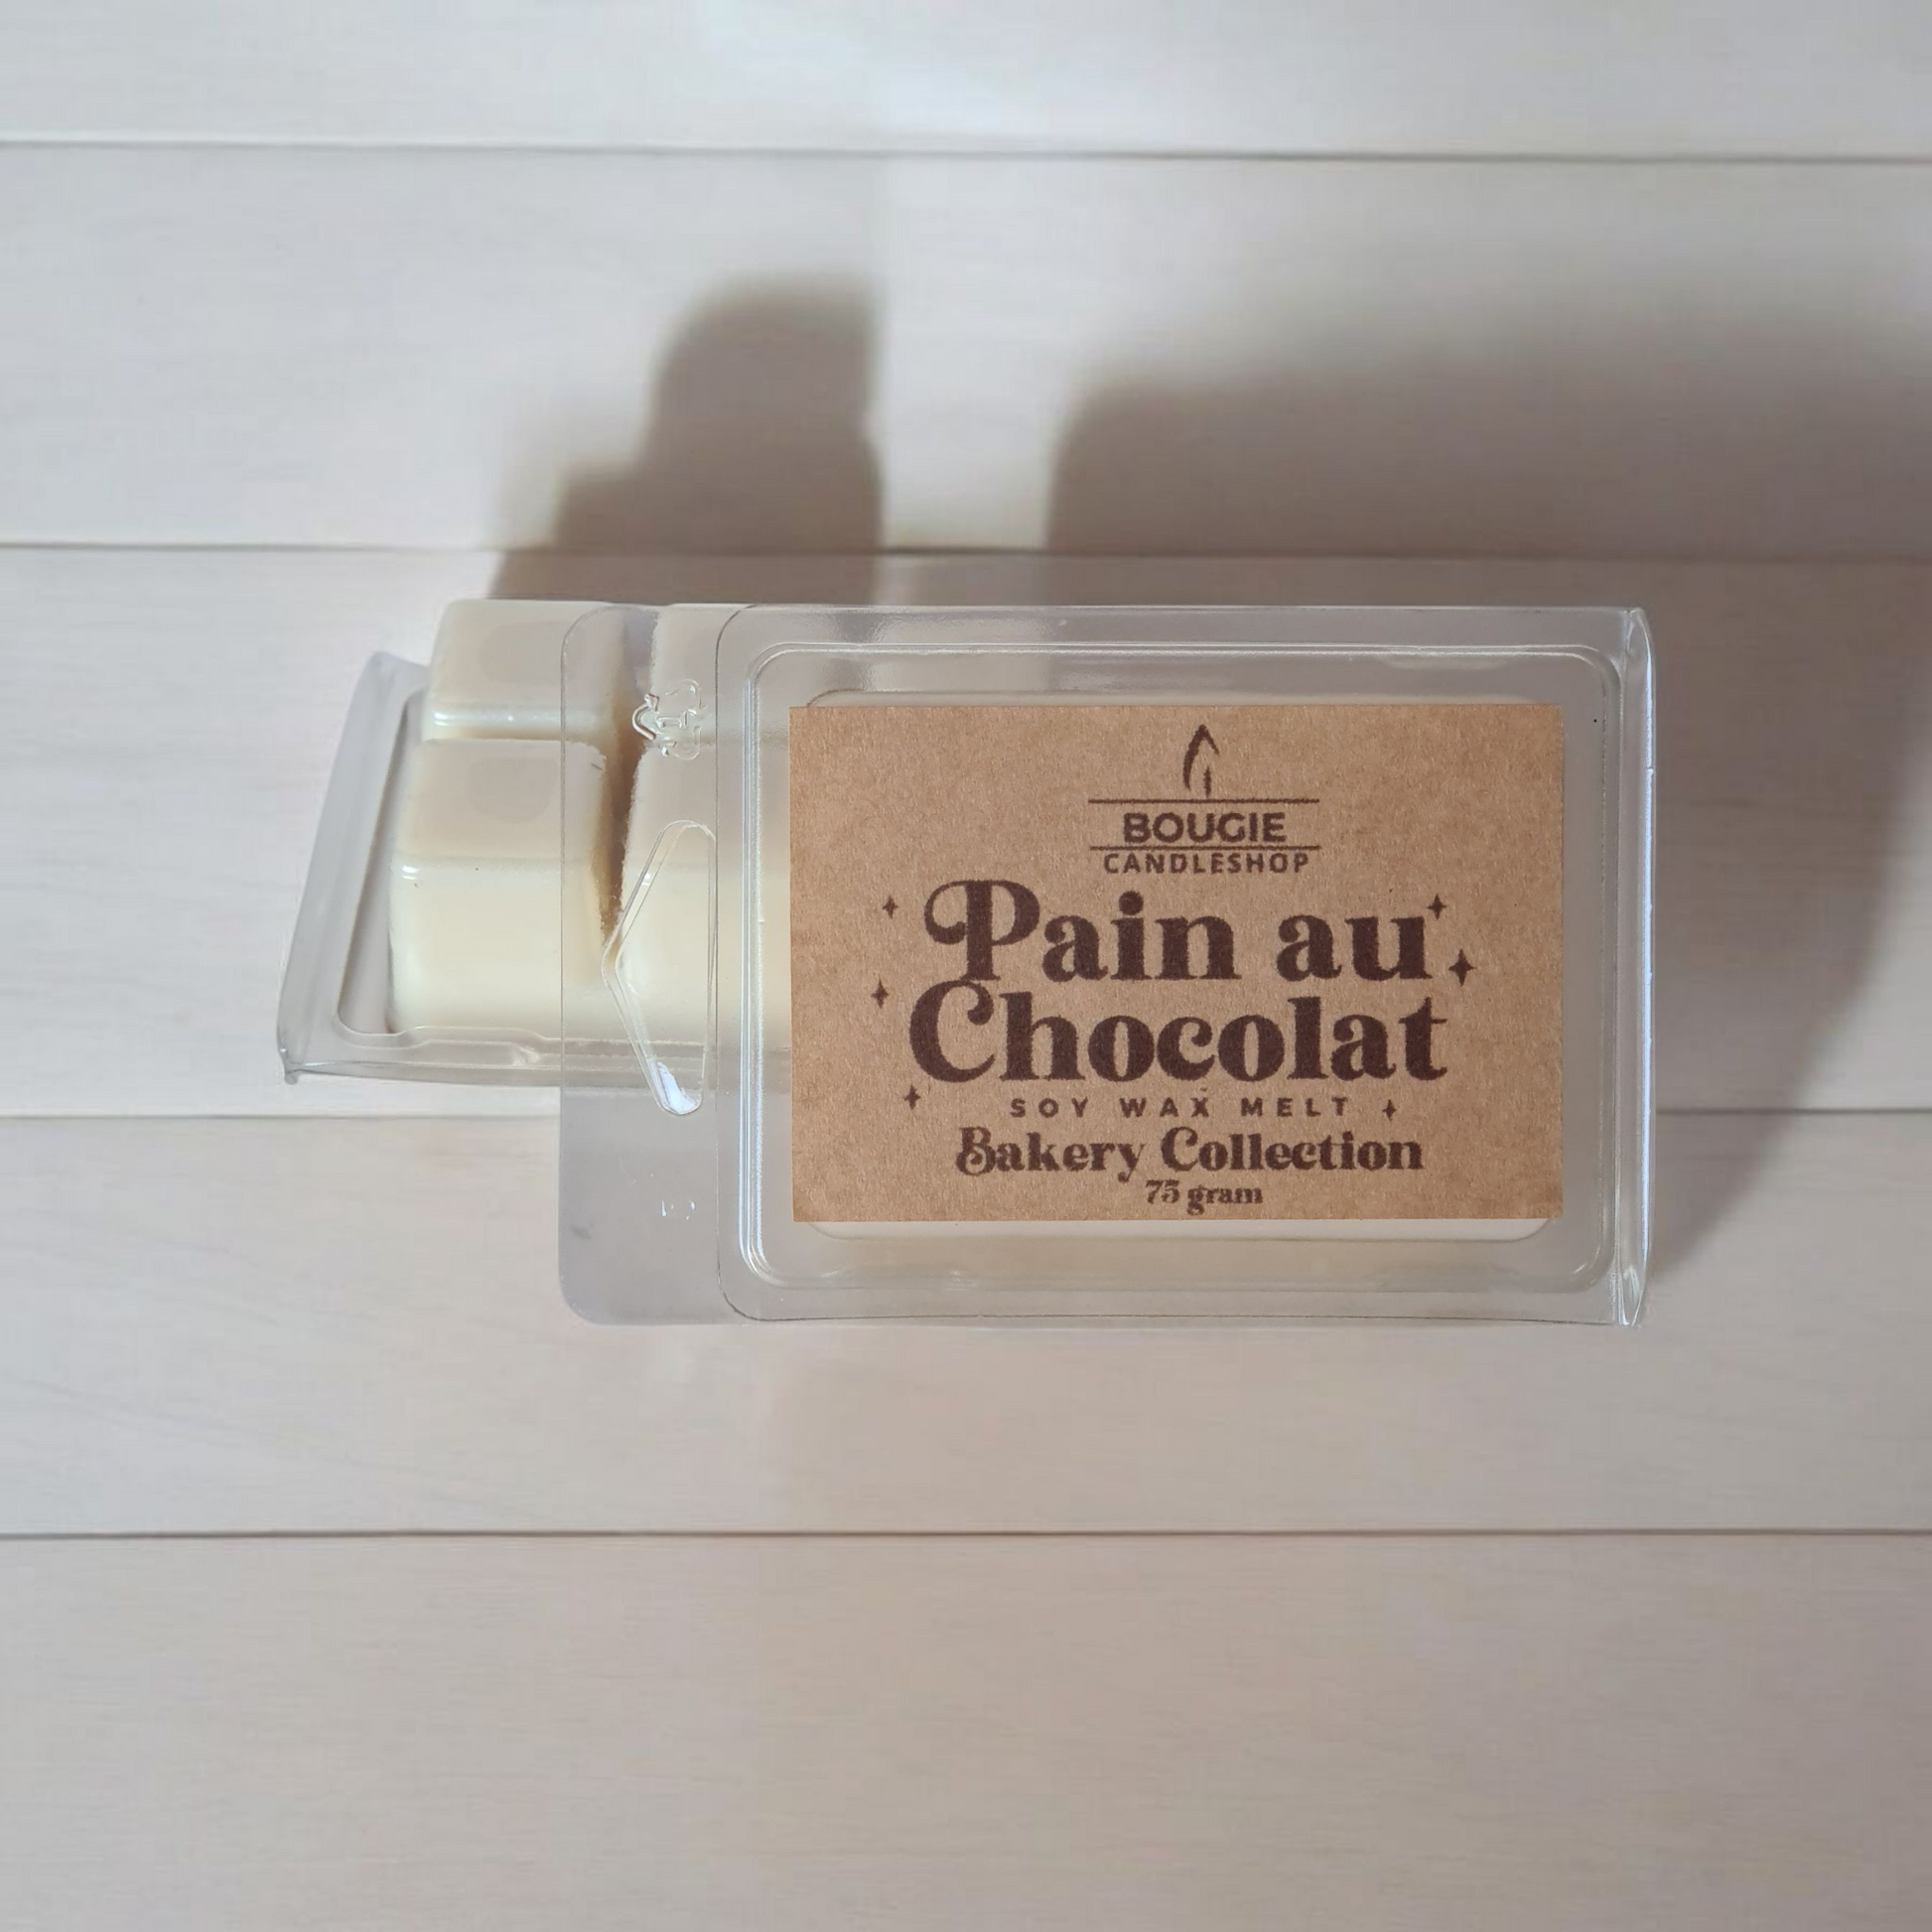 BOUGIE
CANDLESHOP
Pain au
Chocolat
SOY WAX MELT
Bakery Collection
75 gram